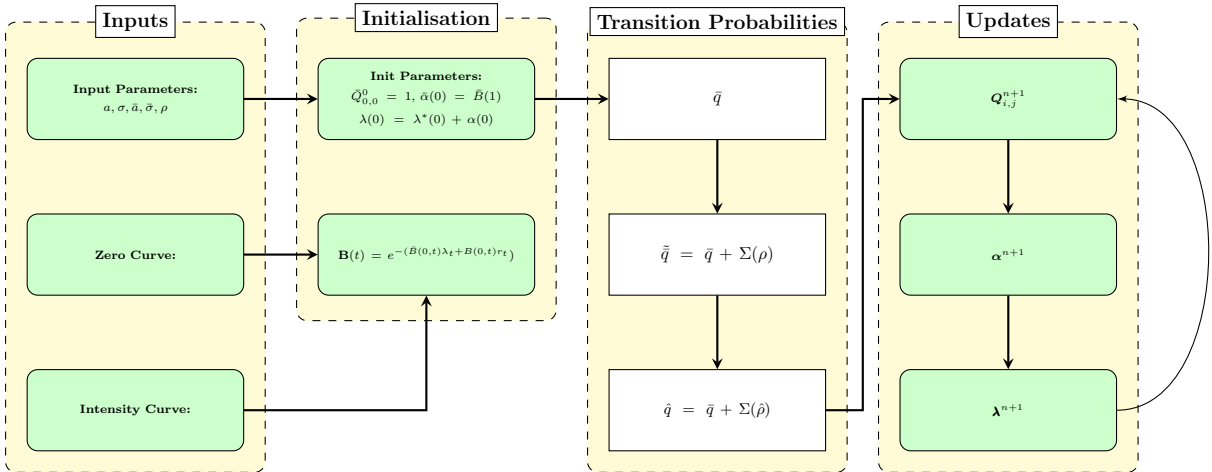 Inputs
Input Parameters:
a, σ, ā, σ̄, ρ
Zero Curve:
Intensity Curve:
Initialisation
Init Parameters:
Q̄⁰₀,₀ = 1, ᾱ(0) = B̄(1)
λ(0) = λ*(0) + α(0)
B(t) = e^{-(B̄(0,t)λ_t+B(0,t)r_t)}
Transition Probabilities
q̄
q̄̃ = q̄ + Σ(ρ)
q̂ = q̄ + Σ(ρ̂)
Updates
Q_{i,j}^{n+1}
α^{n+1}
λ^{n+1}